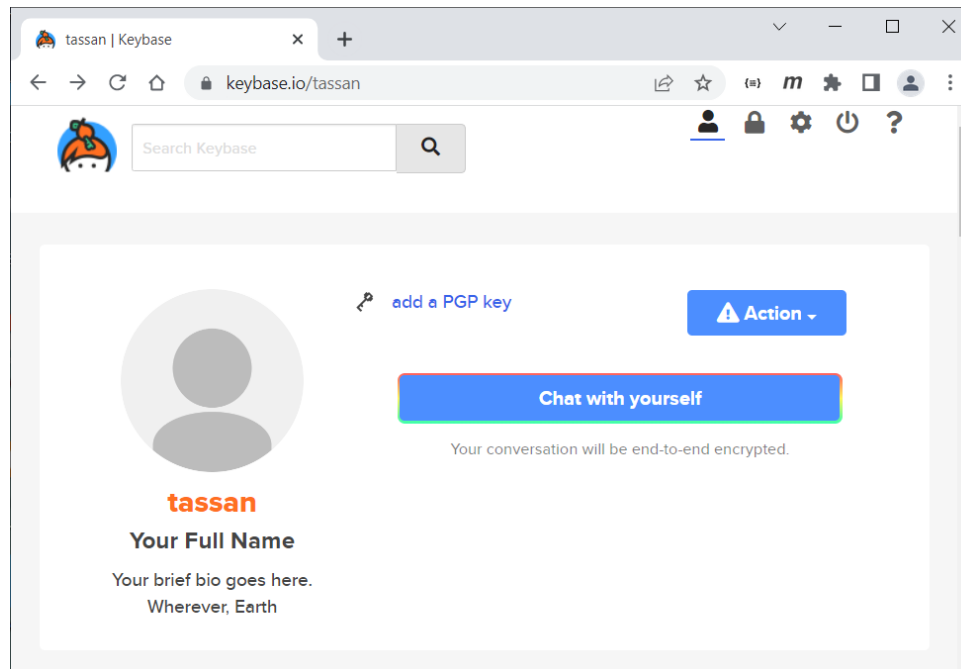 tassan | Keybase
keybase.io/tassan
{=} m
Search Keybase
?
add a PGP key
Action
Chat with yourself
Your conversation will be end-to-end encrypted.
tassan
Your Full Name
Your brief bio goes here.
Wherever, Earth